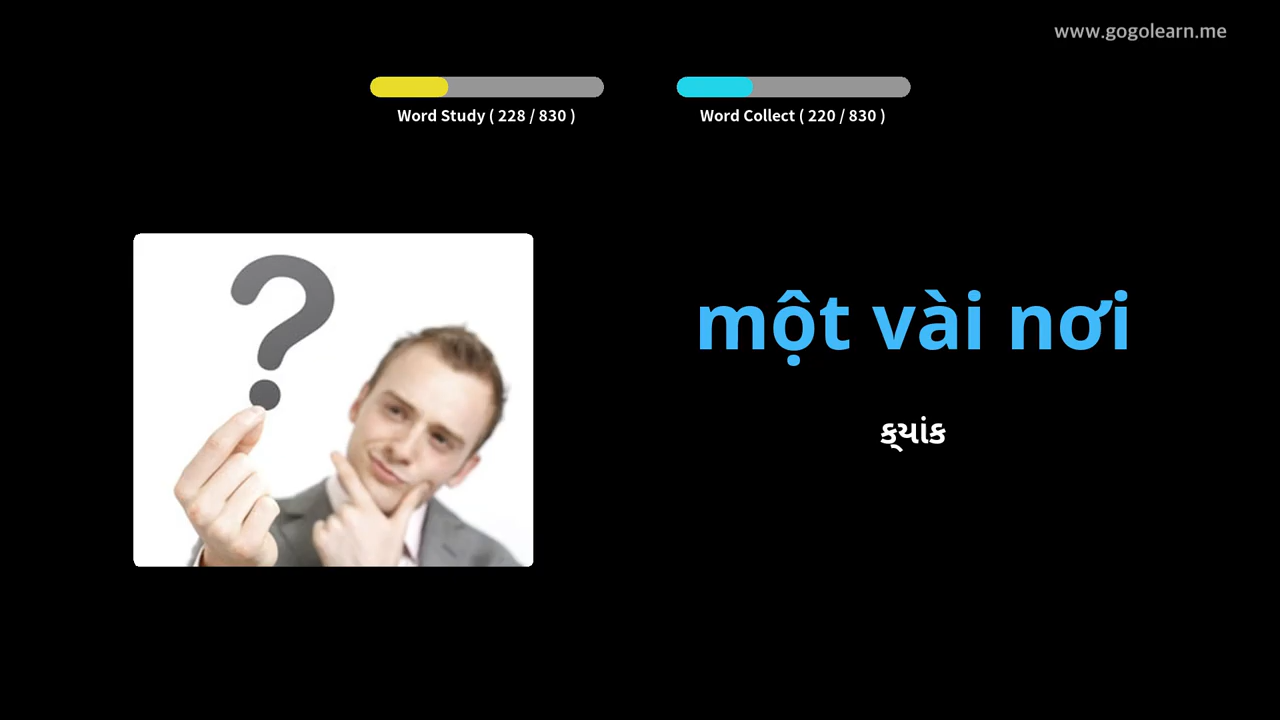 www.gogolearn.me
Word Study ( 228 / 830 )
Word Collect ( 220 / 830 )
một vài nơi
ક્યાંક